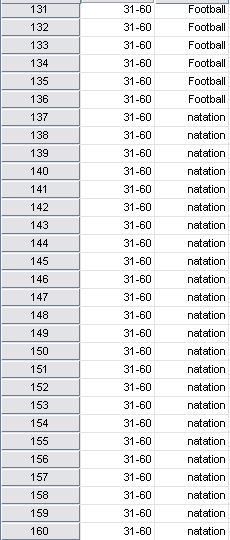 131 31-60 Football
132 31-60 Football
133 31-60 Football
134 31-60 Football
135 31-60 Football
136 31-60 Football
137 31-60 natation
138 31-60 natation
139 31-60 natation
140 31-60 natation
141 31-60 natation
142 31-60 natation
143 31-60 natation
144 31-60 natation
145 31-60 natation
146 31-60 natation
147 31-60 natation
148 31-60 natation
149 31-60 natation
150 31-60 natation
151 31-60 natation
152 31-60 natation
153 31-60 natation
154 31-60 natation
155 31-60 natation
156 31-60 natation
157 31-60 natation
158 31-60 natation
159 31-60 natation
160 31-60 natation